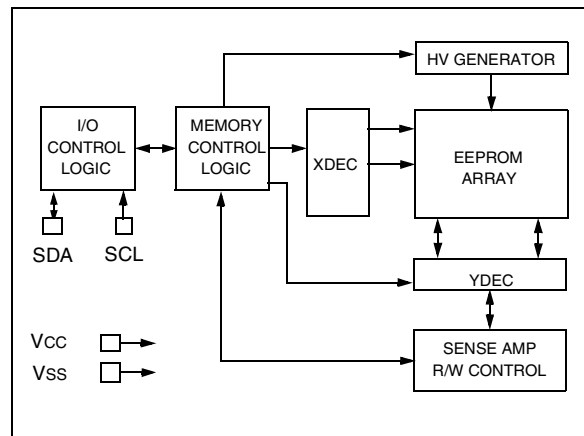 HV GENERATOR
I/O
CONTROL
LOGIC
MEMORY
CONTROL
LOGIC
XDEC
EEPROM
ARRAY
SDA
SCL
YDEC
VCC
VSS
SENSE AMP
R/W CONTROL